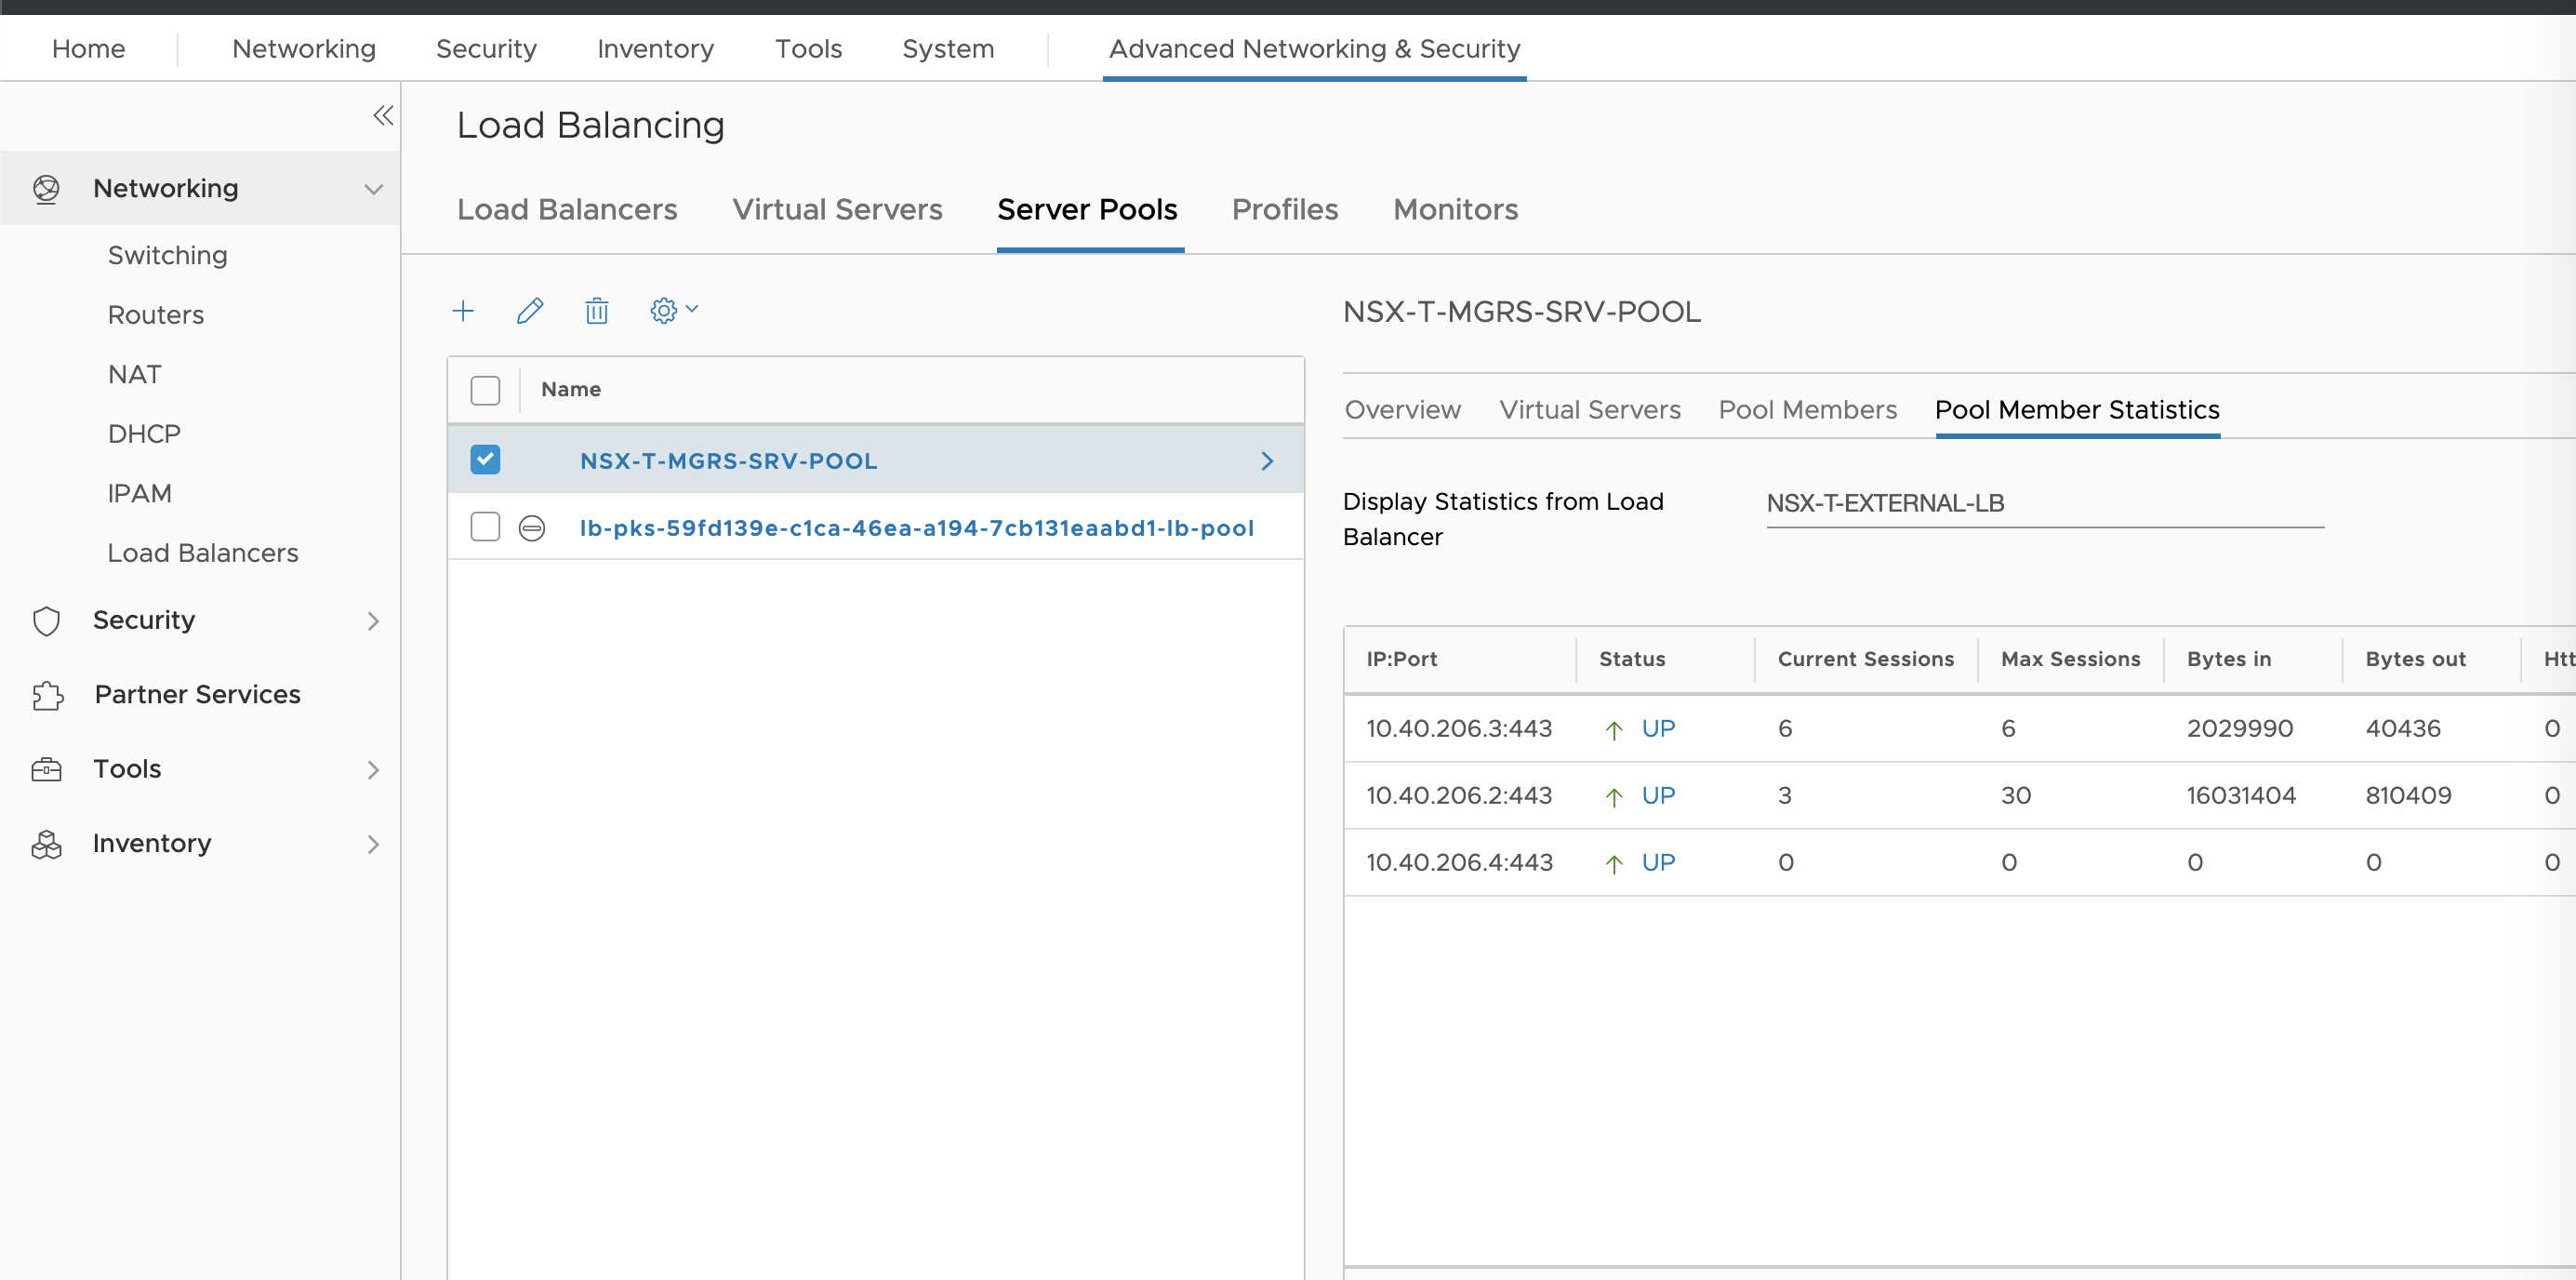 Home Networking Security Inventory Tools System Advanced Networking & Security
Load Balancing
Networking
Switching
Routers
NAT
DHCP
IPAM
Load Balancers
Security
Partner Services
Tools
Inventory
Load Balancers Virtual Servers Server Pools Profiles Monitors
Name
NSX-T-MGRS-SRV-POOL
lb-pks-59fd139e-c1ca-46ea-a194-7cb131eaabd1-lb-pool
NSX-T-MGRS-SRV-POOL
Overview Virtual Servers Pool Members Pool Member Statistics
Display Statistics from Load
Balancer
NSX-T-EXTERNAL-LB
IP:Port Status Current Sessions Max Sessions Bytes in Bytes out Htt
10.40.206.3:443 UP 6 6 2029990 40436 0
10.40.206.2:443 UP 3 30 16031404 810409 0
10.40.206.4:443 UP 0 0 0 0 0